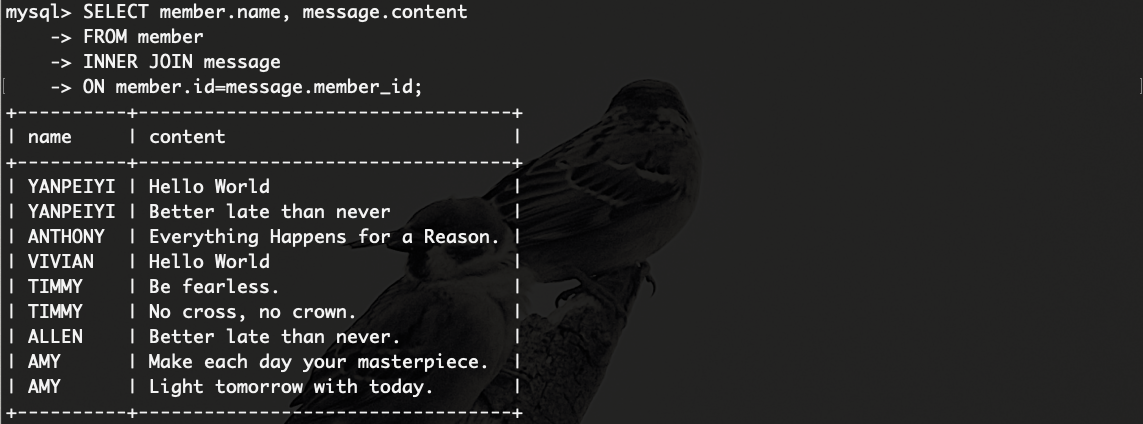 mysql> SELECT member.name, message.content
    -> FROM member
    -> INNER JOIN message
    -> ON member.id=message.member_id;
+----------+----------------------------------+
| name     | content                          |
+----------+----------------------------------+
| YANPEIYI | Hello World                      |
| YANPEIYI | Better late than never           |
| ANTHONY  | Everything Happens for a Reason. |
| VIVIAN   | Hello World                      |
| TIMMY    | Be fearless.                     |
| TIMMY    | No cross, no crown.              |
| ALLEN    | Better late than never.          |
| AMY      | Make each day your masterpiece.  |
| AMY      | Light tomorrow with today.       |
+----------+----------------------------------+